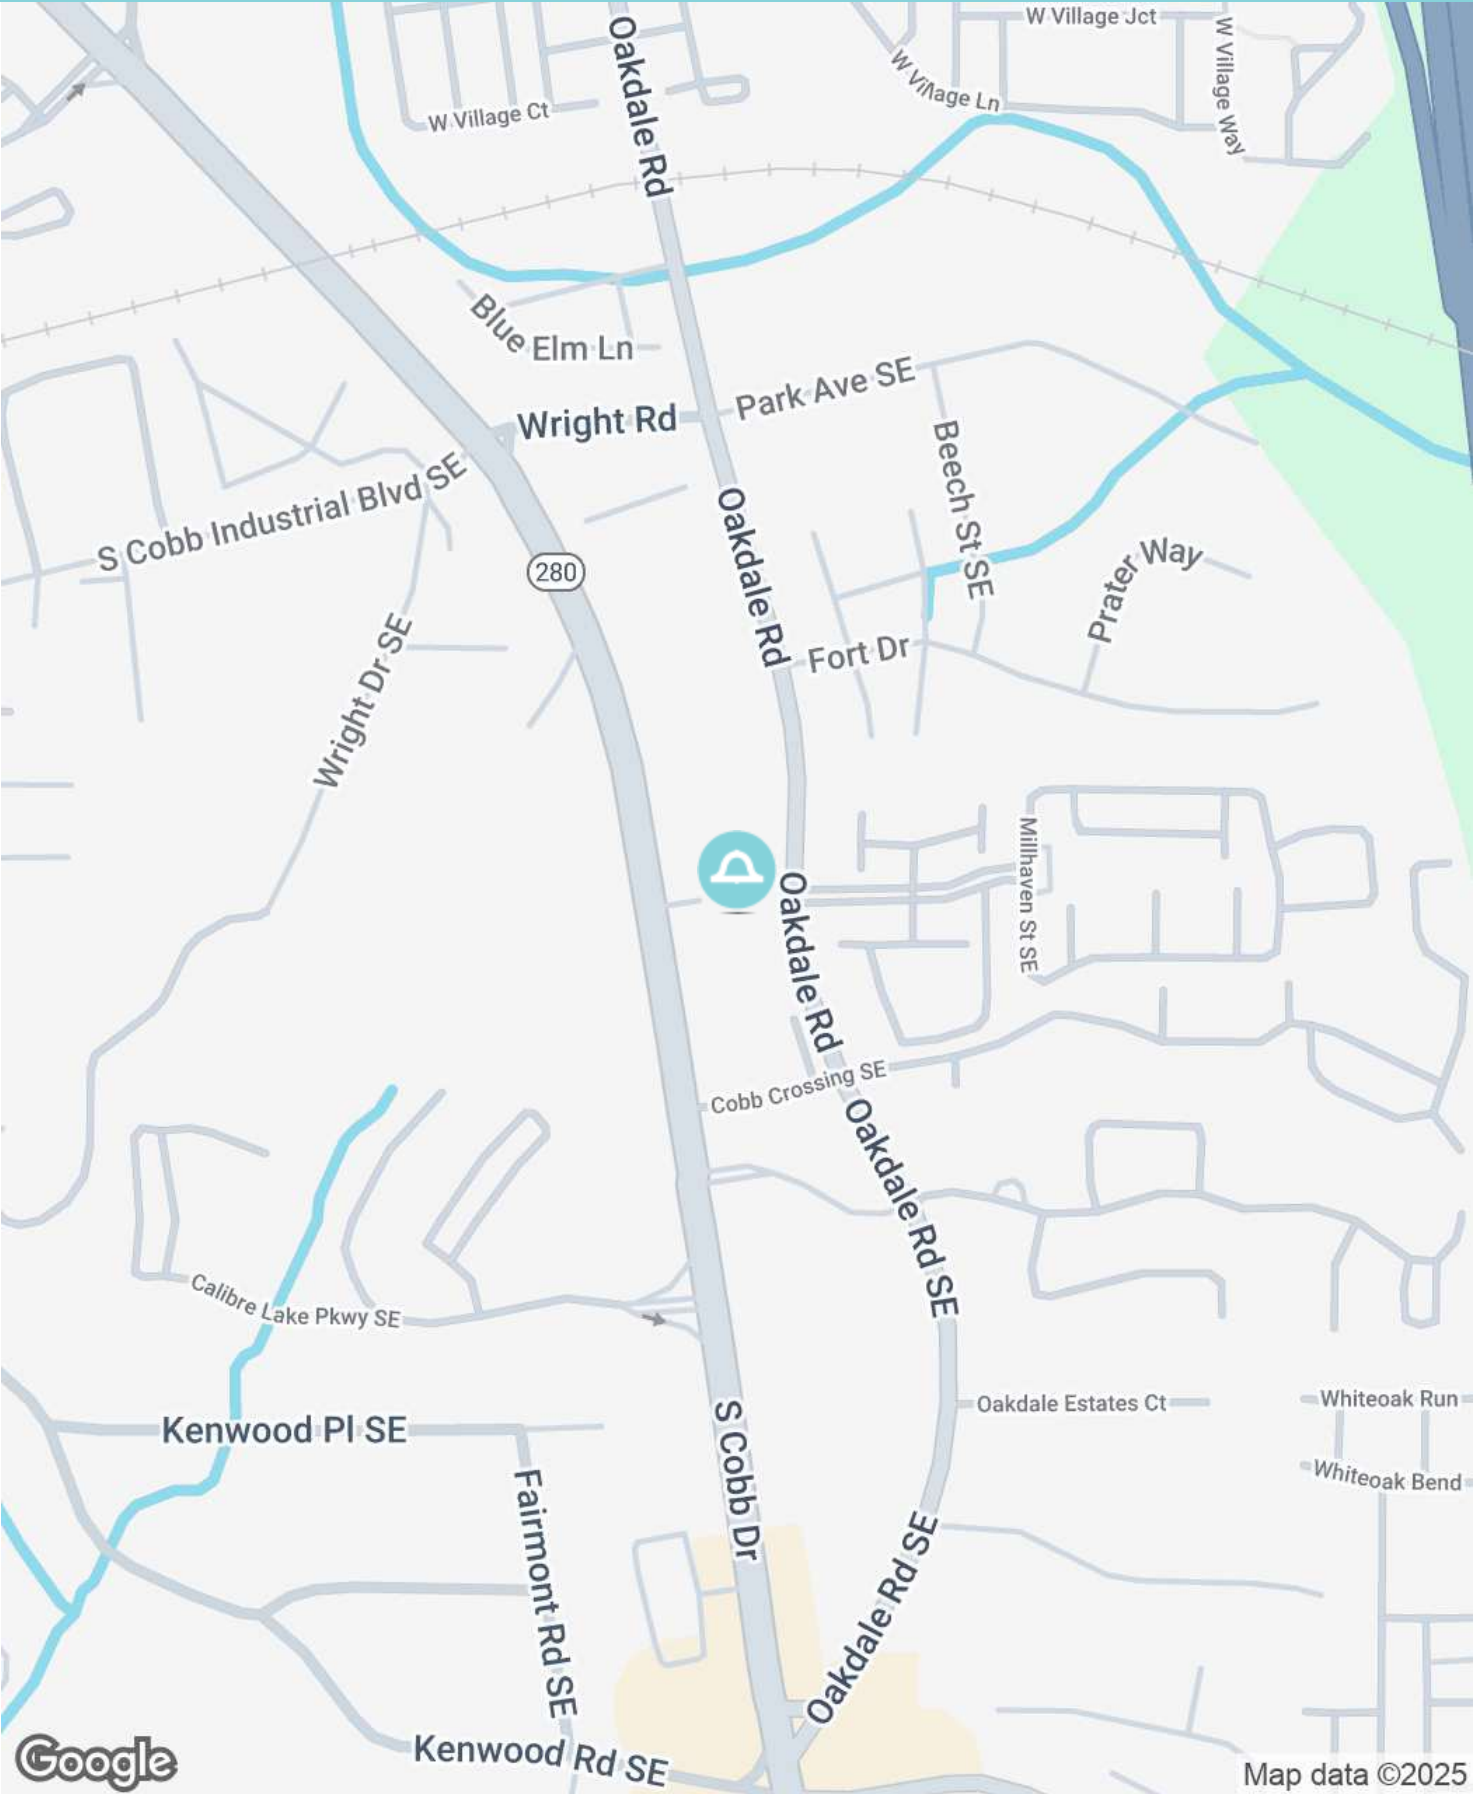 W Village Jct
Oakdale Rd
W Village Way
W Village Ln
W Village Ct
Blue Elm Ln
Park Ave SE
Wright Rd
Beech St SE
S Cobb Industrial Blvd SE
Oakdale Rd
280
Prater Way
Fort Dr
Wright Dr SE
Millhaven St SE
Oakdale Rd
Cobb Crossing SE
Oakdale Rd SE
Calibre Lake Pkwy SE
Oakdale Estates Ct
Whiteoak Run
Kenwood Pl SE
S Cobb Dr
Whiteoak Bend
Fairmont Rd SE
Oakdale Rd SE
Kenwood Rd SE
Google
Map data ©2025